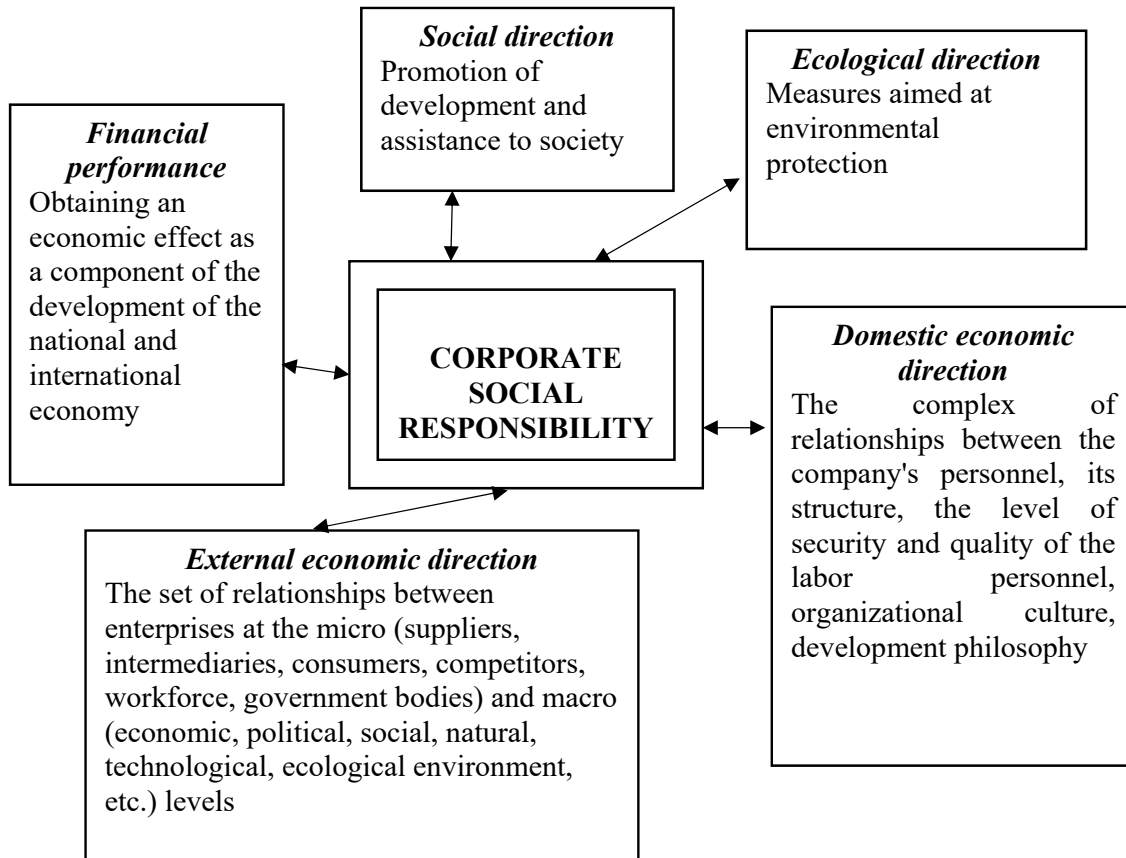 Social direction
Promotion of
development and
assistance to society
Ecological direction
Measures aimed at
environmental
protection
Financial
performance
Obtaining an
economic effect as
a component of the
development of the
national and
international
economy
CORPORATE
SOCIAL
RESPONSIBILITY
Domestic economic
direction
The complex of
relationships between the
company's personnel, its
structure, the level of
security and quality of the
labor personnel,
organizational culture,
development philosophy
External economic direction
The set of relationships between
enterprises at the micro (suppliers,
intermediaries, consumers, competitors,
workforce, government bodies) and macro
(economic, political, social, natural,
technological, ecological environment,
etc.) levels